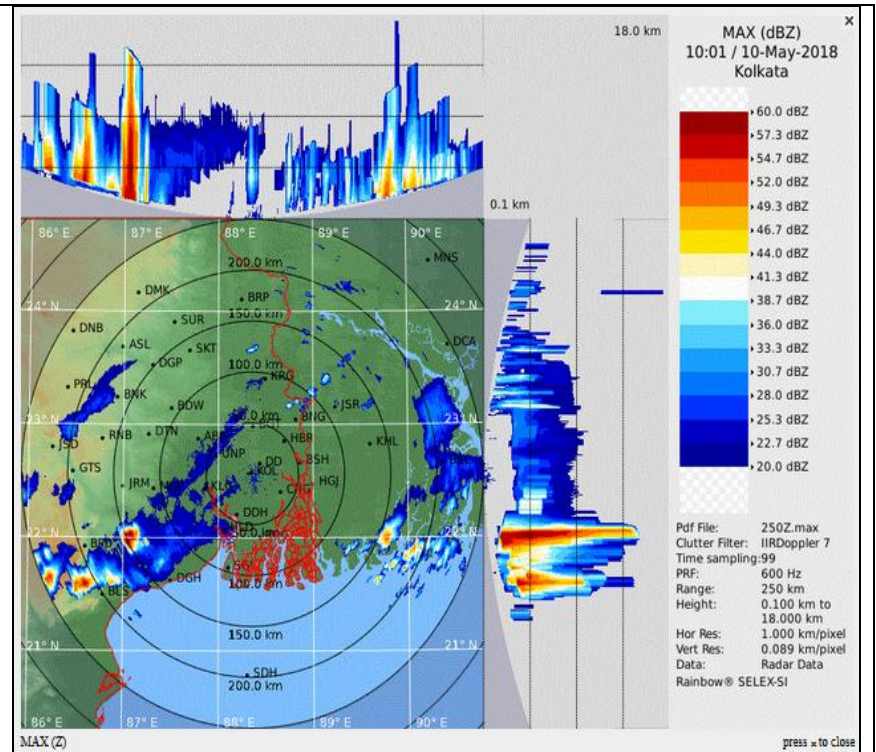 18.0 km
×
MAX (dBZ)
10:01 / 10-May-2018
Kolkata
60.0 dBZ
57.3 dBZ
54.7 dBZ
52.0 dBZ
49.3 dBZ
46.7 dBZ
44.0 dBZ
41.3 dBZ
38.7 dBZ
36.0 dBZ
33.3 dBZ
30.7 dBZ
28.0 dBZ
25.3 dBZ
22.7 dBZ
20.0 dBZ
0.1 km
86° E 87° E 88° E 89° E 90° E
MNS
200.0 km
DMK
BRP
24° N
150.0 km
SUR
DNB
ASL
SKT
DCA
DGP
100.0 km
KRG
PRL
BNK
BDW
JSR
BNG
23° N
RNB
DTN
HBR
KHL
JSD
UNP
GTS
DD
KOL
BSH
JRM
KLG
HGJ
DDH
22° N
DGH
100.0 km
BLS
150.0 km
21° N
SDH
200.0 km
86° E 87° E 88° E 89° E 90° E
Pdf File: 250Z.max
Clutter Filter: IIRDoppler 7
Time sampling:99
PRF: 600 Hz
Range: 250 km
Height: 0.100 km to
18.000 km
Hor Res: 1.000 km/pixel
Vert Res: 0.089 km/pixel
Data: Radar Data
Rainbow® SELEX-SI
MAX (Z)
press × to close